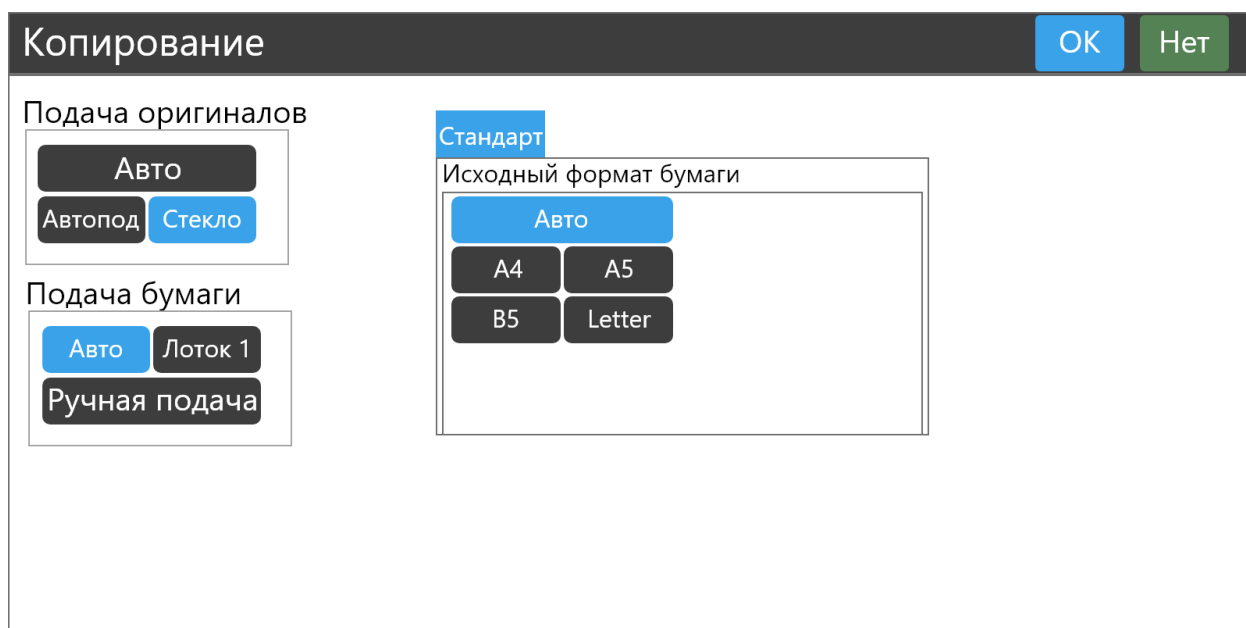 Копирование
ОК
Нет
Подача оригиналов
Авто
Автопод
Стекло
Подача бумаги
Авто
Лоток 1
Ручная подача
Стандарт
Исходный формат бумаги
Авто
A4
A5
B5
Letter